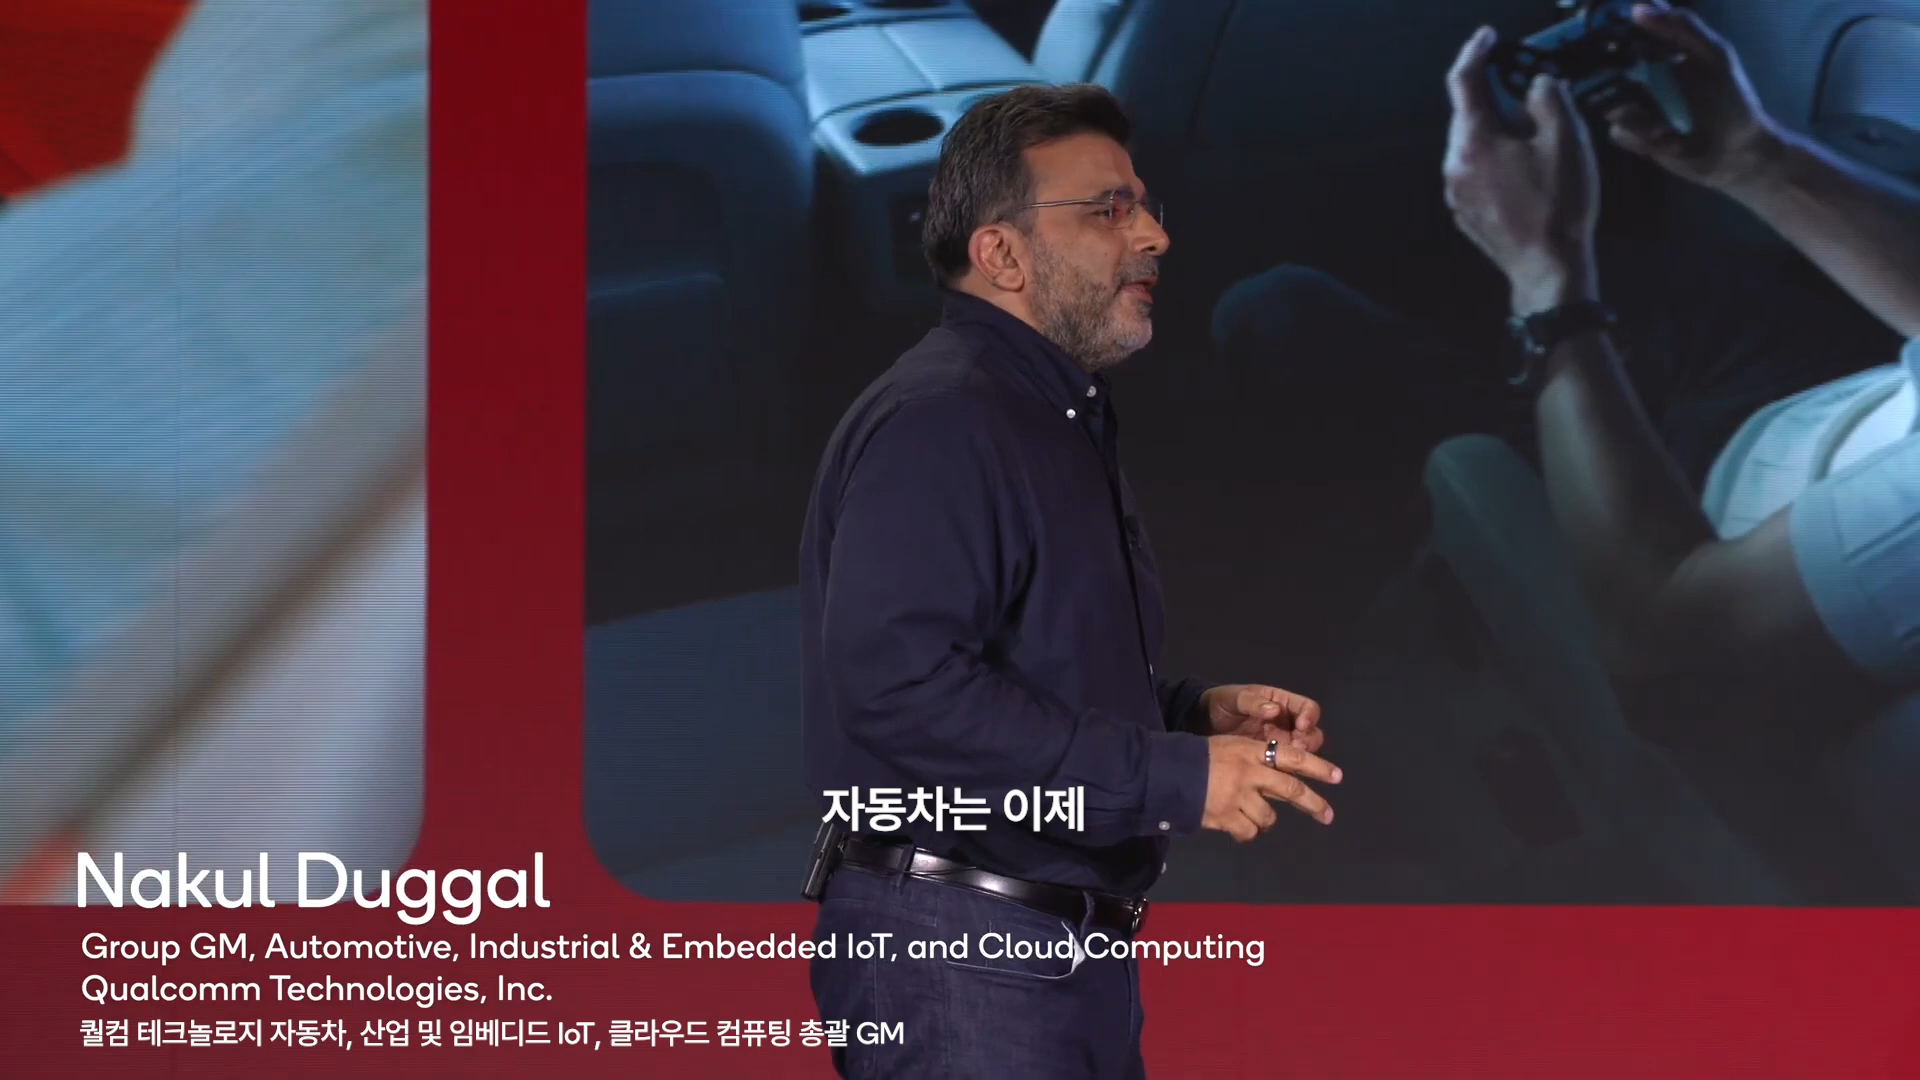 자동차는 이제
Nakul Duggal
Group GM, Automotive, Industrial & Embedded IoT, and Cloud Computing
Qualcomm Technologies, Inc.
퀄컴 테크놀로지 자동차, 산업 및 임베디드 IoT, 클라우드 컴퓨팅 총괄 GM